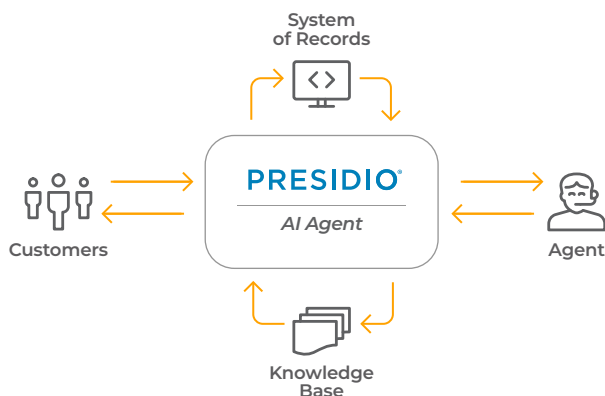 System
of Records
< >
PRESIDIO®
AI Agent
Customers
Agent
Knowledge
Base